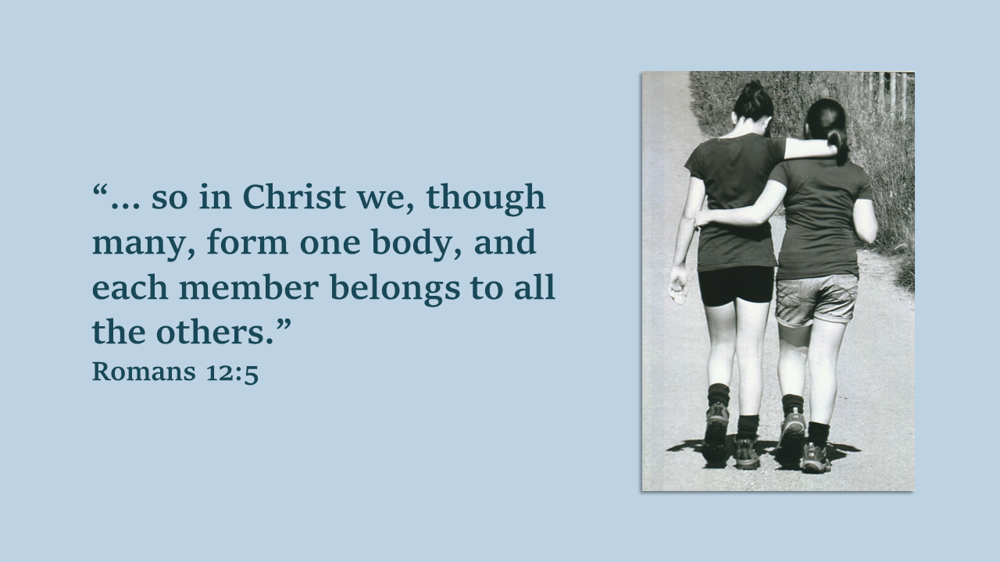 “... so in Christ we, though
many, form one body, and
each member belongs to all
the others.”
Romans 12:5